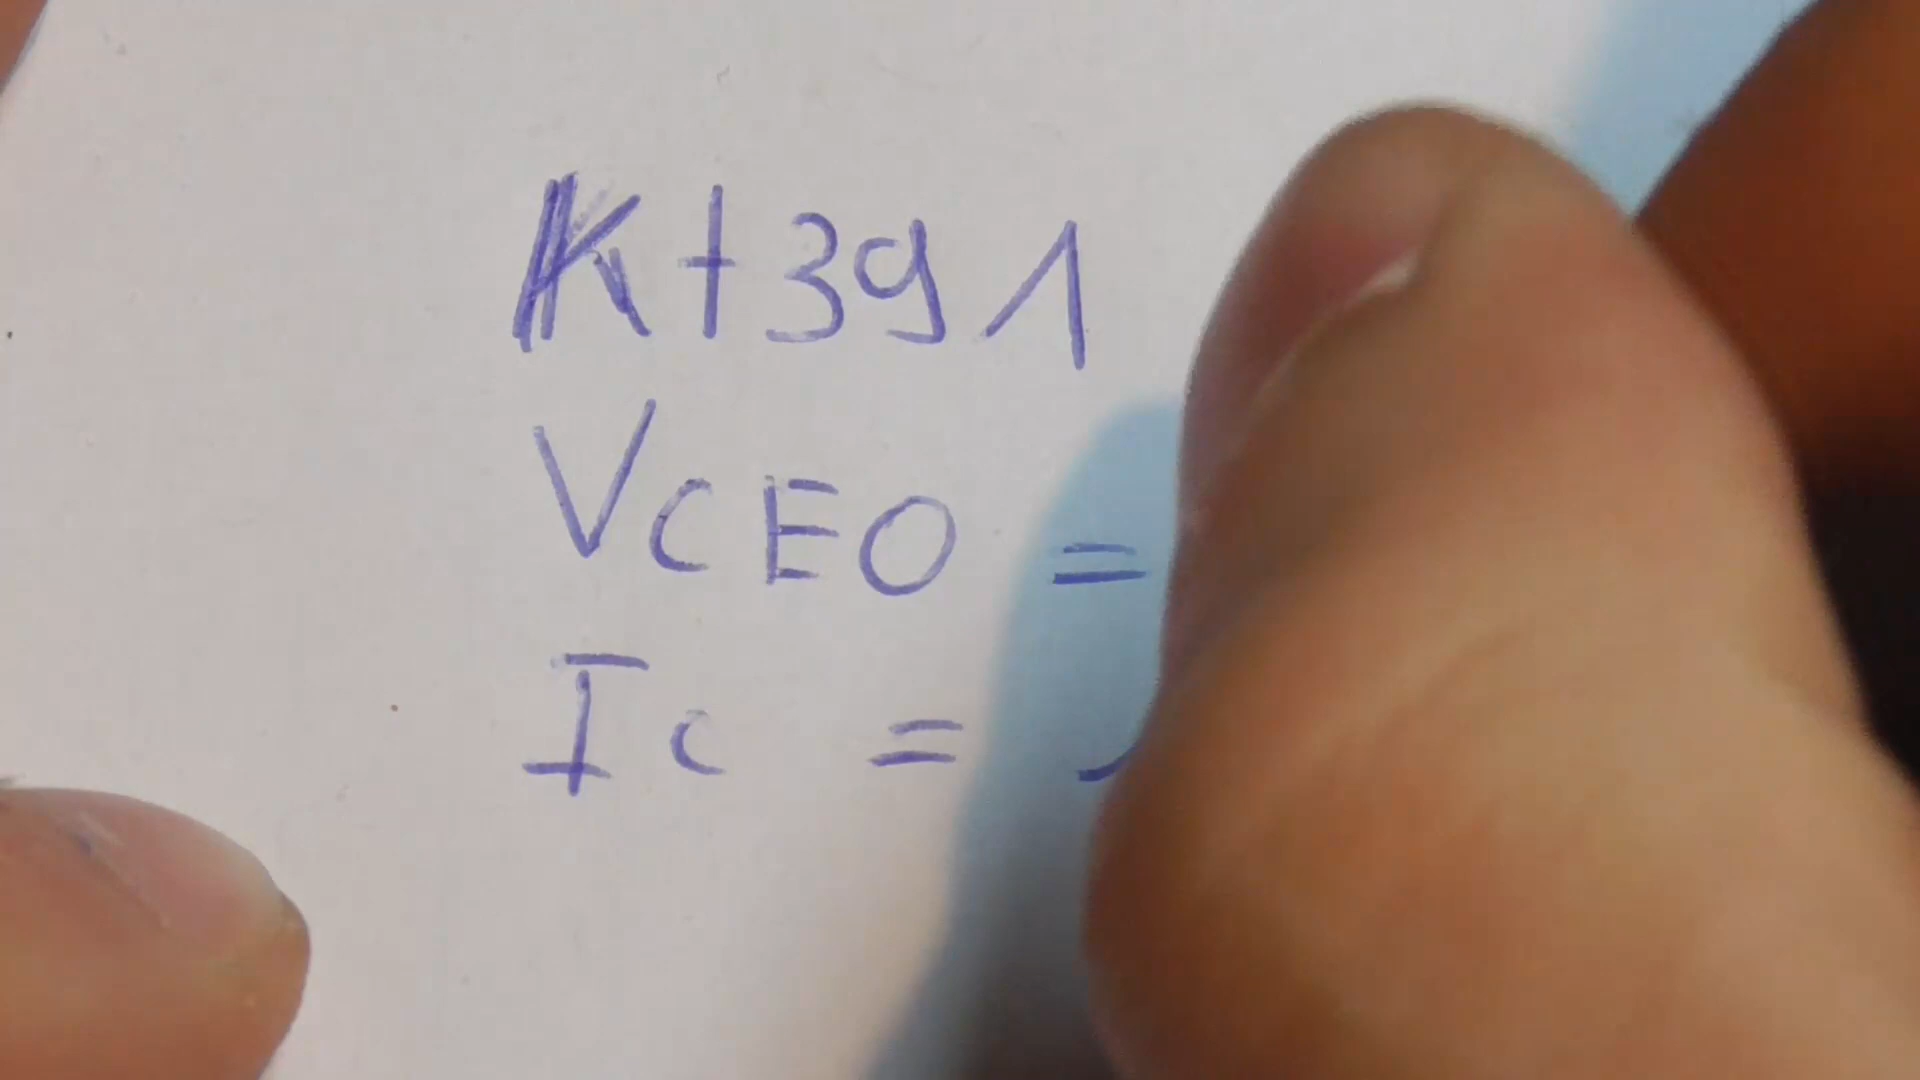 Kt391
VCEO =
Ic =